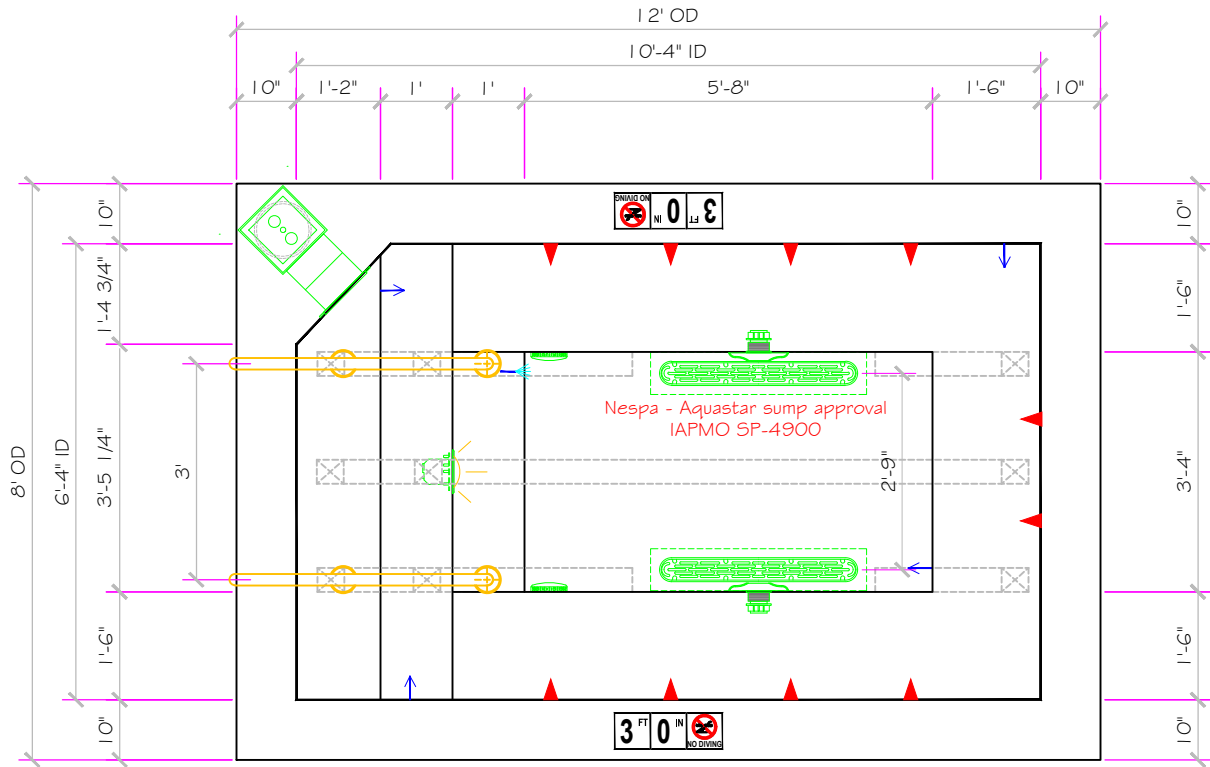 12' OD
10'-4" ID
10" 1'-2" 1' 1' 5'-8" 1'-6" 10"
8' OD
6'-4" ID
10"
1'-4 3/4"
3'-5 1/4"
1'-6"
10"
3'
NO DIVING IN 0 FT 3
Nespa - Aquastar sump approval
IAPMO SP-4900
2'-9"
3 FT 0 IN NO DIVING
10"
1'-6"
3'-4"
1'-6"
10"